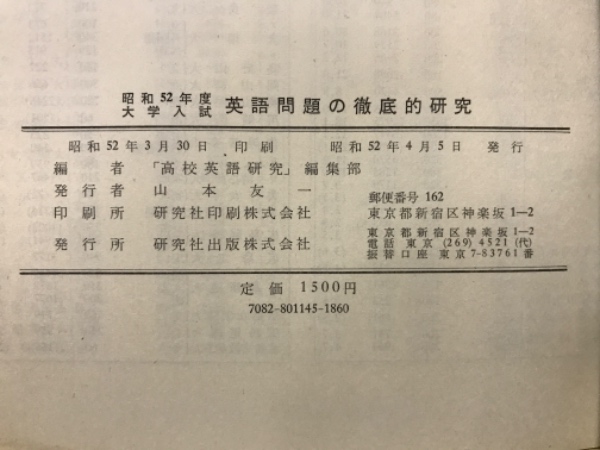 昭和52年度
大学入試 英語問題の徹底的研究
昭和52年3月30日 印刷 昭和52年4月5日 発行
編者 「高校英語研究」編集部
発行者 山本友一
郵便番号 162
印刷所 研究社印刷株式会社 東京都新宿区神楽坂1-2
東京都新宿区神楽坂1-2
発行所 研究社出版株式会社 電話 東京 (269) 4521 (代)
振替口座 東京 7-83761 番
定価 1500円
7082-801145-1860